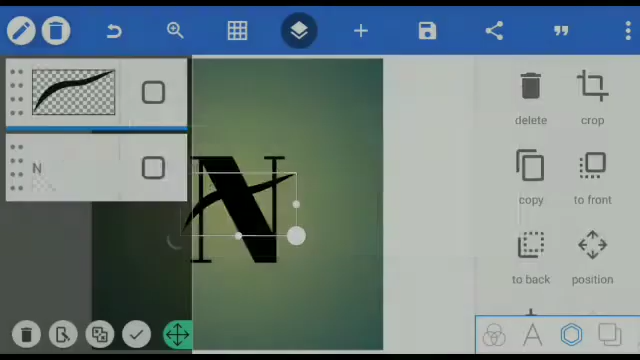 N
N
delete
crop
copy
to front
to back
position
A